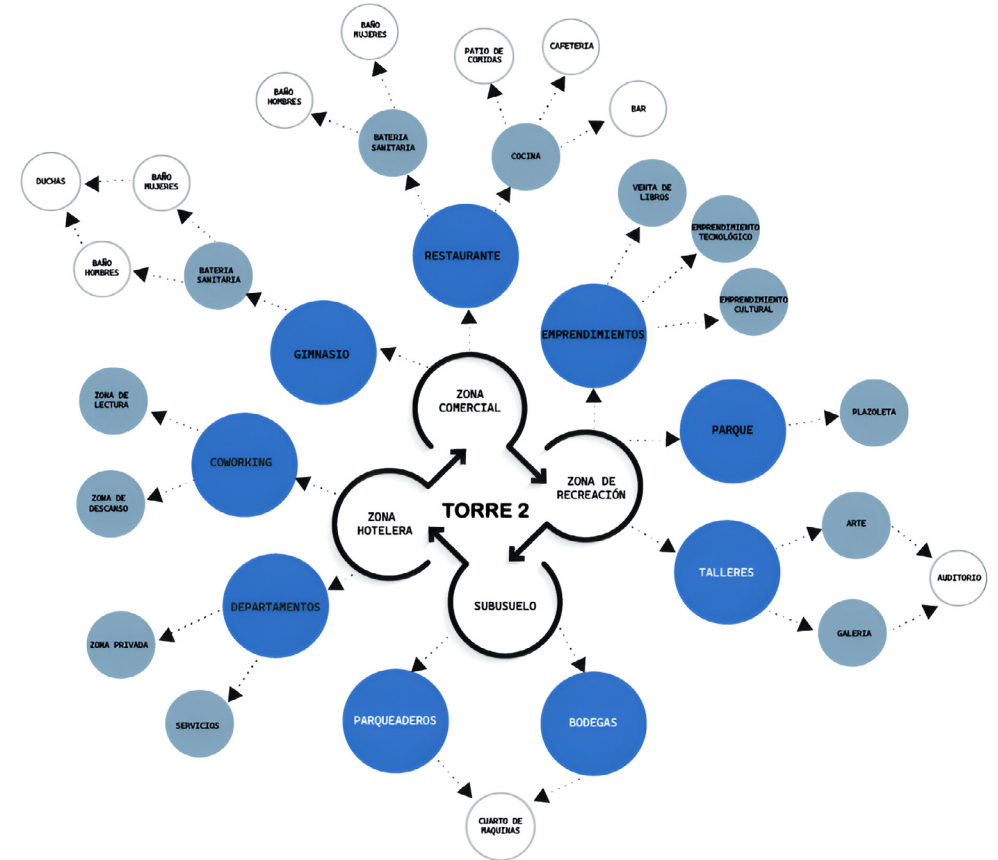 BAÑO
MUJERES
PATIO DE
COMIDAS
CAFETERIA
BAÑO
HOMBRES
BAR
BATERIA
SANITARIA
COCINA
DUCHAS
BAÑO
MUJERES
VENTA DE
LIBROS
EMPRENDIMIENTO
TECNOLÓGICO
RESTAURANTE
BAÑO
HOMBRES
BATERIA
SANITARIA
EMPRENDIMIENTO
CULTURAL
GIMNASIO
EMPRENDIMIENTOS
ZONA DE
LECTURA
ZONA
COMERCIAL
PARQUE
PLAZOLETA
COWORKING
ZONA DE
RECREACIÓN
ZONA DE
DESCANSO
ZONA
HOTELERA
TORRE 2
ARTE
TALLERES
AUDITORIO
DEPARTAMENTOS
SUBUSUELO
ZONA PRIVADA
GALERIA
SERVICIOS
PARQUEADEROS
BODEGAS
CUARTO DE
MAQUINAS